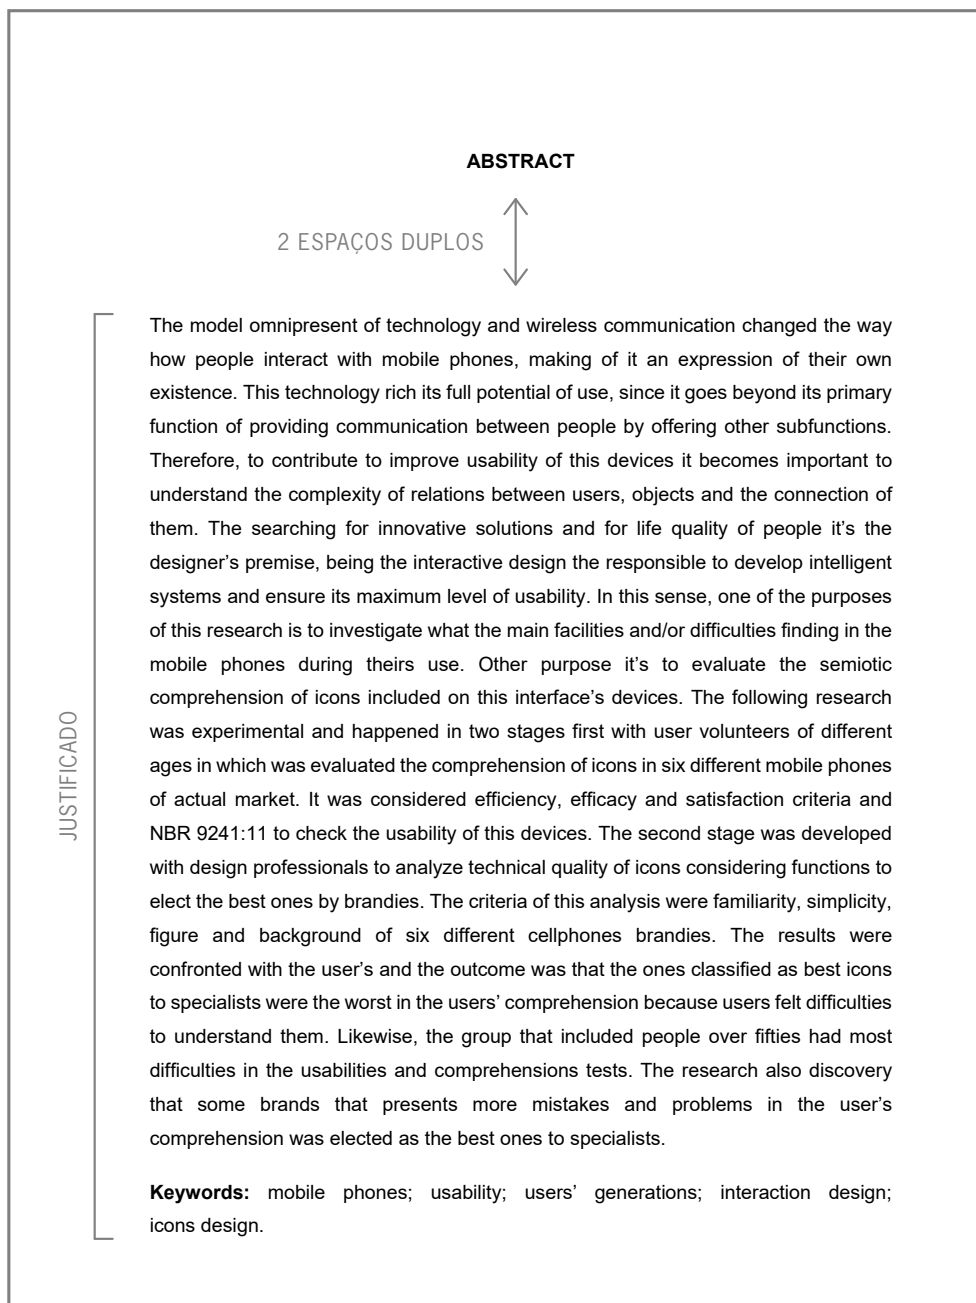 ABSTRACT
2 ESPAÇOS DUPLOS
JUSTIFICADO
The model omnipresent of technology and wireless communication changed the way
how people interact with mobile phones, making of it an expression of their own
existence. This technology rich its full potential of use, since it goes beyond its primary
function of providing communication between people by offering other subfunctions.
Therefore, to contribute to improve usability of this devices it becomes important to
understand the complexity of relations between users, objects and the connection of
them. The searching for innovative solutions and for life quality of people it’s the
designer’s premise, being the interactive design the responsible to develop intelligent
systems and ensure its maximum level of usability. In this sense, one of the purposes
of this research is to investigate what the main facilities and/or difficulties finding in the
mobile phones during theirs use. Other purpose it’s to evaluate the semiotic
comprehension of icons included on this interface’s devices. The following research
was experimental and happened in two stages first with user volunteers of different
ages in which was evaluated the comprehension of icons in six different mobile phones
of actual market. It was considered efficiency, efficacy and satisfaction criteria and
NBR 9241:11 to check the usability of this devices. The second stage was developed
with design professionals to analyze technical quality of icons considering functions to
elect the best ones by brandies. The criteria of this analysis were familiarity, simplicity,
figure and background of six different cellphones brandies. The results were
confronted with the user’s and the outcome was that the ones classified as best icons
to specialists were the worst in the users’ comprehension because users felt difficulties
to understand them. Likewise, the group that included people over fifties had most
difficulties in the usabilities and comprehensions tests. The research also discovery
that some brands that presents more mistakes and problems in the user’s
comprehension was elected as the best ones to specialists.
Keywords: mobile phones; usability; users’ generations; interaction design;
icons design.